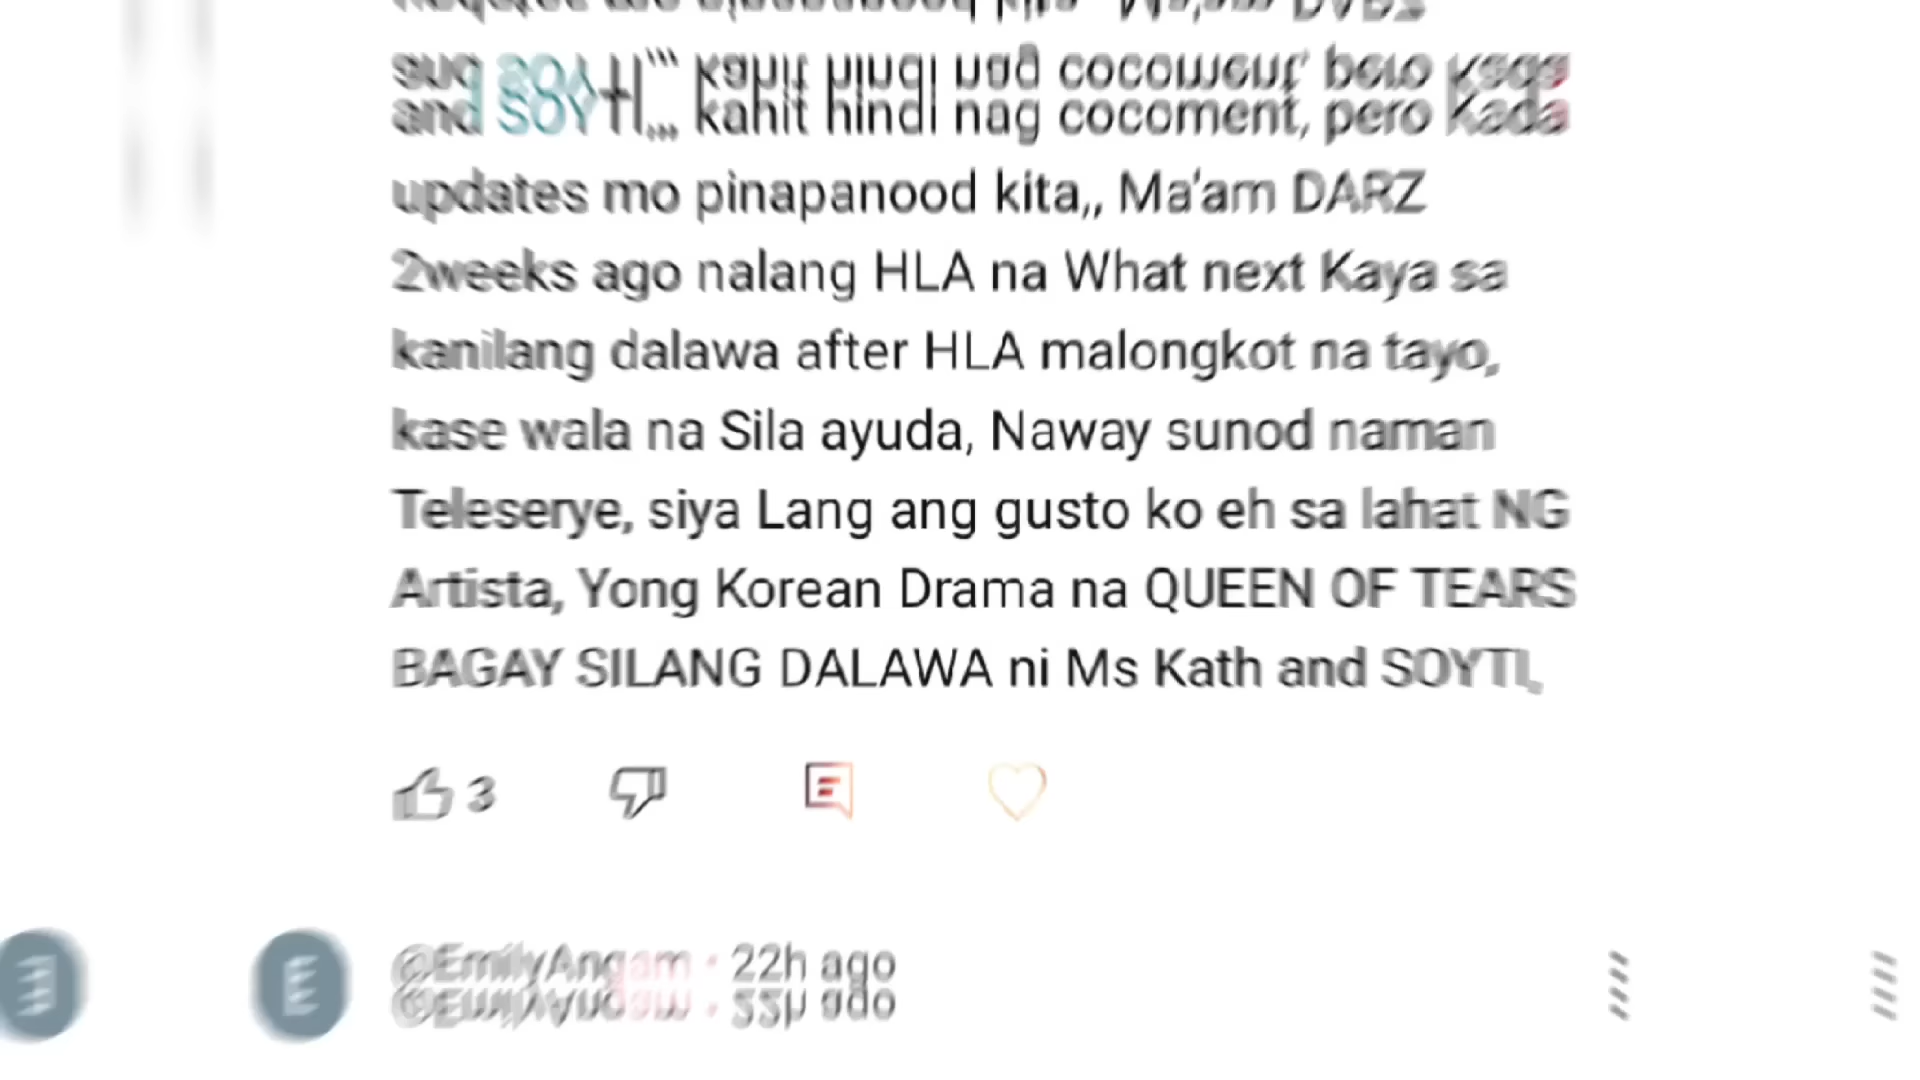 and SOYTI,,, kahit hindi nag cocoment, pero Kada
updates mo pinapanood kita,, Ma'am DARZ
2weeks ago nalang HLA na What next Kaya sa
kanilang dalawa after HLA malongkot na tayo,
kase wala na Sila ayuda, Naway sunod naman
Teleserye, siya Lang ang gusto ko eh sa lahat NG
Artista, Yong Korean Drama na QUEEN OF TEARS
BAGAY SILANG DALAWA ni Ms Kath and SOYTI,
3
E
@EmilyAngam · 22h ago